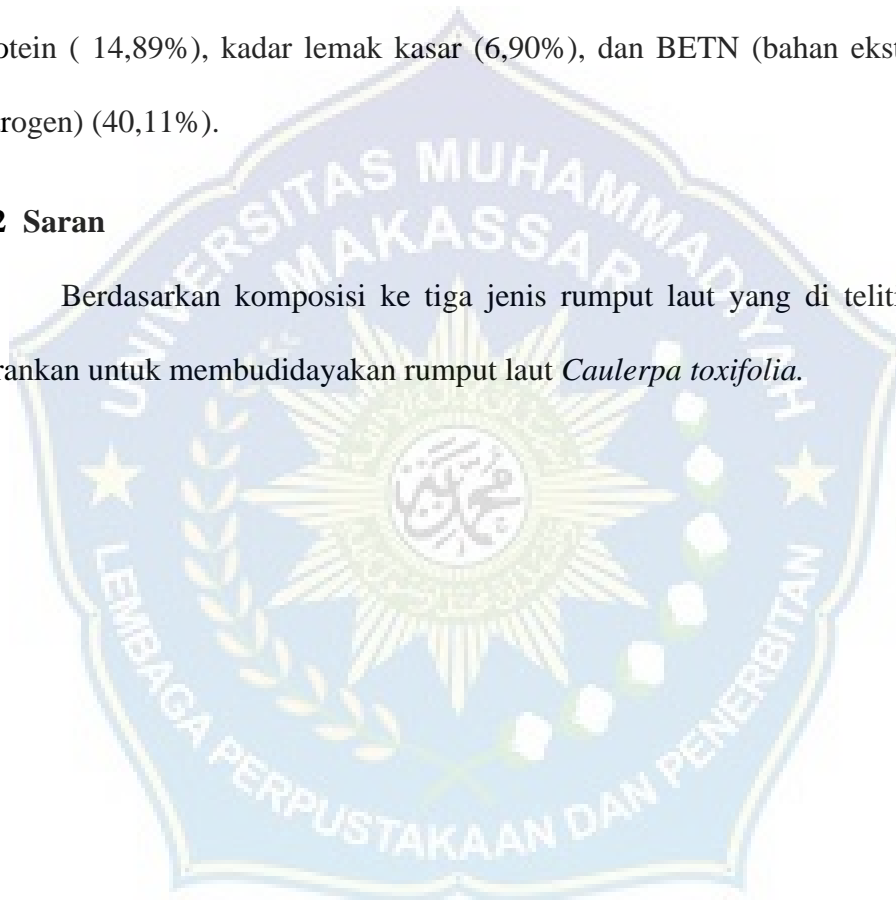 otein ( 14,89%), kadar lemak kasar (6,90%), dan BETN (bahan ekst
rogen) (40,11%).
2 Saran
Berdasarkan komposisi ke tiga jenis rumput laut yang di teliti
rankan untuk membudidayakan rumput laut Caulerpa toxifolia.
UNIVERSITAS MUHAMMADIYAH
MAKASSAR
LEMBAGA PERPUSTAKAAN DAN PENERBITAN